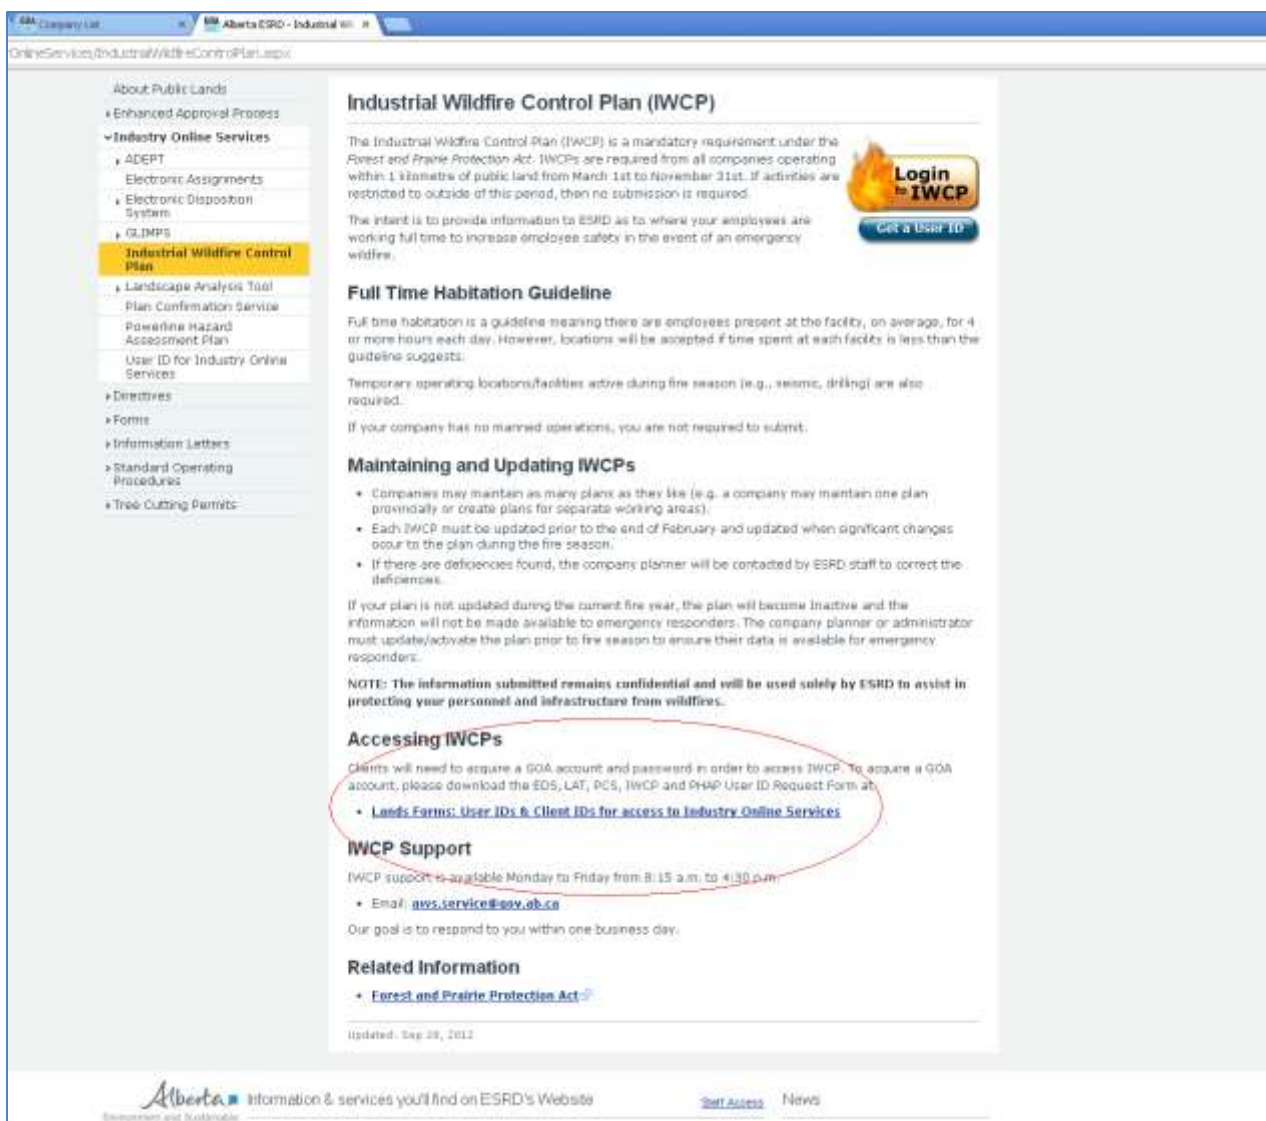 Company List
Alberta ESRD - Industrial Wil
OnlineServices/IndustrialWildfireControlPlan.aspx
About Public Lands
Enhanced Approval Process
Industry Online Services
ADEPT
Electronic Assignments
Electronic Disposition
System
GLIMPS
Industrial Wildfire Control
Plan
Landscape Analysis Tool
Plan Confirmation Service
Powerline Hazard
Assessment Plan
User ID for Industry Online
Services
Directives
Forms
Information Letters
Standard Operating
Procedures
Tree Cutting Permits
Industrial Wildfire Control Plan (IWCP)
The Industrial Wildfire Control Plan (IWCP) is a mandatory requirement under the
Forest and Prairie Protection Act. IWCPs are required from all companies operating
within 1 kilometre of public land from March 1st to November 31st. If activities are
restricted to outside of this period, then no submission is required.
The intent is to provide information to ESRD as to where your employees are
working full time to increase employee safety in the event of an emergency
wildfire.
Login
to IWCP
Get a User ID
Full Time Habitation Guideline
Full time habitation is a guideline meaning there are employees present at the facility, on average, for 4
or more hours each day. However, locations will be accepted if time spent at each facility is less than the
guideline suggests.
Temporary operating locations/facilities active during fire season (e.g., seismic, drilling) are also
required.
If your company has no manned operations, you are not required to submit.
Maintaining and Updating IWCPs
• Companies may maintain as many plans as they like (e.g. a company may maintain one plan
provincially or create plans for separate working areas).
• Each IWCP must be updated prior to the end of February and updated when significant changes
occur to the plan during the fire season.
• If there are deficiencies found, the company planner will be contacted by ESRD staff to correct the
deficiencies.
If your plan is not updated during the current fire year, the plan will become Inactive and the
information will not be made available to emergency responders. The company planner or administrator
must update/activate the plan prior to fire season to ensure their data is available for emergency
responders.
NOTE: The information submitted remains confidential and will be used solely by ESRD to assist in
protecting your personnel and infrastructure from wildfires.
Accessing IWCPs
Clients will need to acquire a GOA account and password in order to access IWCP. To acquire a GOA
account, please download the EDS, LAT, PCS, IWCP and PHAP User ID Request Form at:
• Lands Forms: User IDs & Client IDs for access to Industry Online Services
IWCP Support
IWCP support is available Monday to Friday from 8:15 a.m. to 4:30 p.m.
• Email: aws.service@gov.ab.ca
Our goal is to respond to you within one business day.
Related Information
• Forest and Prairie Protection Act
Updated: Sep 28, 2012
Alberta Information & services you'll find on ESRD's Website
Staff Access
News
Environment and Sustainable